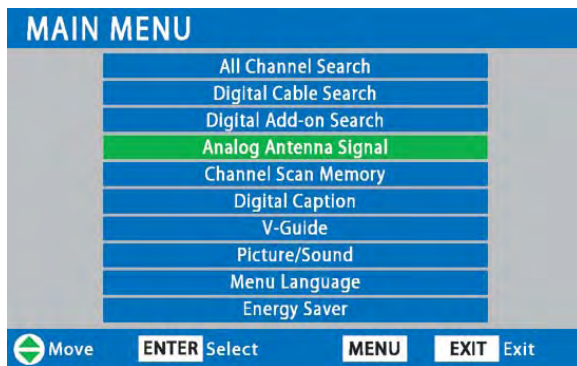 MAIN MENU
All Channel Search
Digital Cable Search
Digital Add-on Search
Analog Antenna Signal
Channel Scan Memory
Digital Caption
V-Guide
Picture/Sound
Menu Language
Energy Saver
Move ENTER Select MENU EXIT Exit